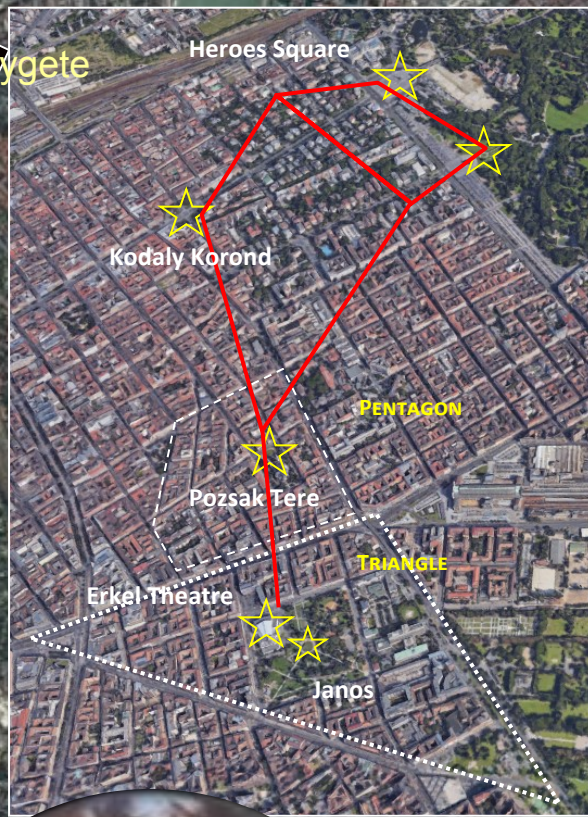 Heroes Square
ygete
Kodaly Korond
PENTAGON
Pozsak Tere
TRIANGLE
Erkel Theatre
Janos